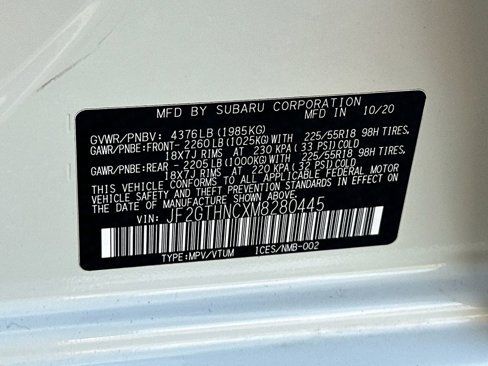 MFD BY SUBARU CORPORATION MFD IN 10/20
GVWR/PNBV: 4376LB (1985KG)
GAWR/PNBE:FRONT- 2260LB (1025KG)WITH 225/55R18 98H TIRES,
18X7J RIMS AT 230 KPA( 33 PSI)COLD
GAWR/PNBE:REAR -2205LB (1000KG)WITH 225/55R18 98H TIRES,
18X7J RIMS AT 220 KPA( 32 PSI)COLD
THIS VEHICLE CONFORMS TO ALL APPLICABLE FEDERAL MOTOR
VEHICLE SAFETY AND BUMPER STANDARDS IN EFFECT ON
THE DATE OF MANUFACTURE SHOWN ABOVE.
VIN: JF2GTHNCXM8280445
TYPE:MPV/VTUM ICES/NMB-002